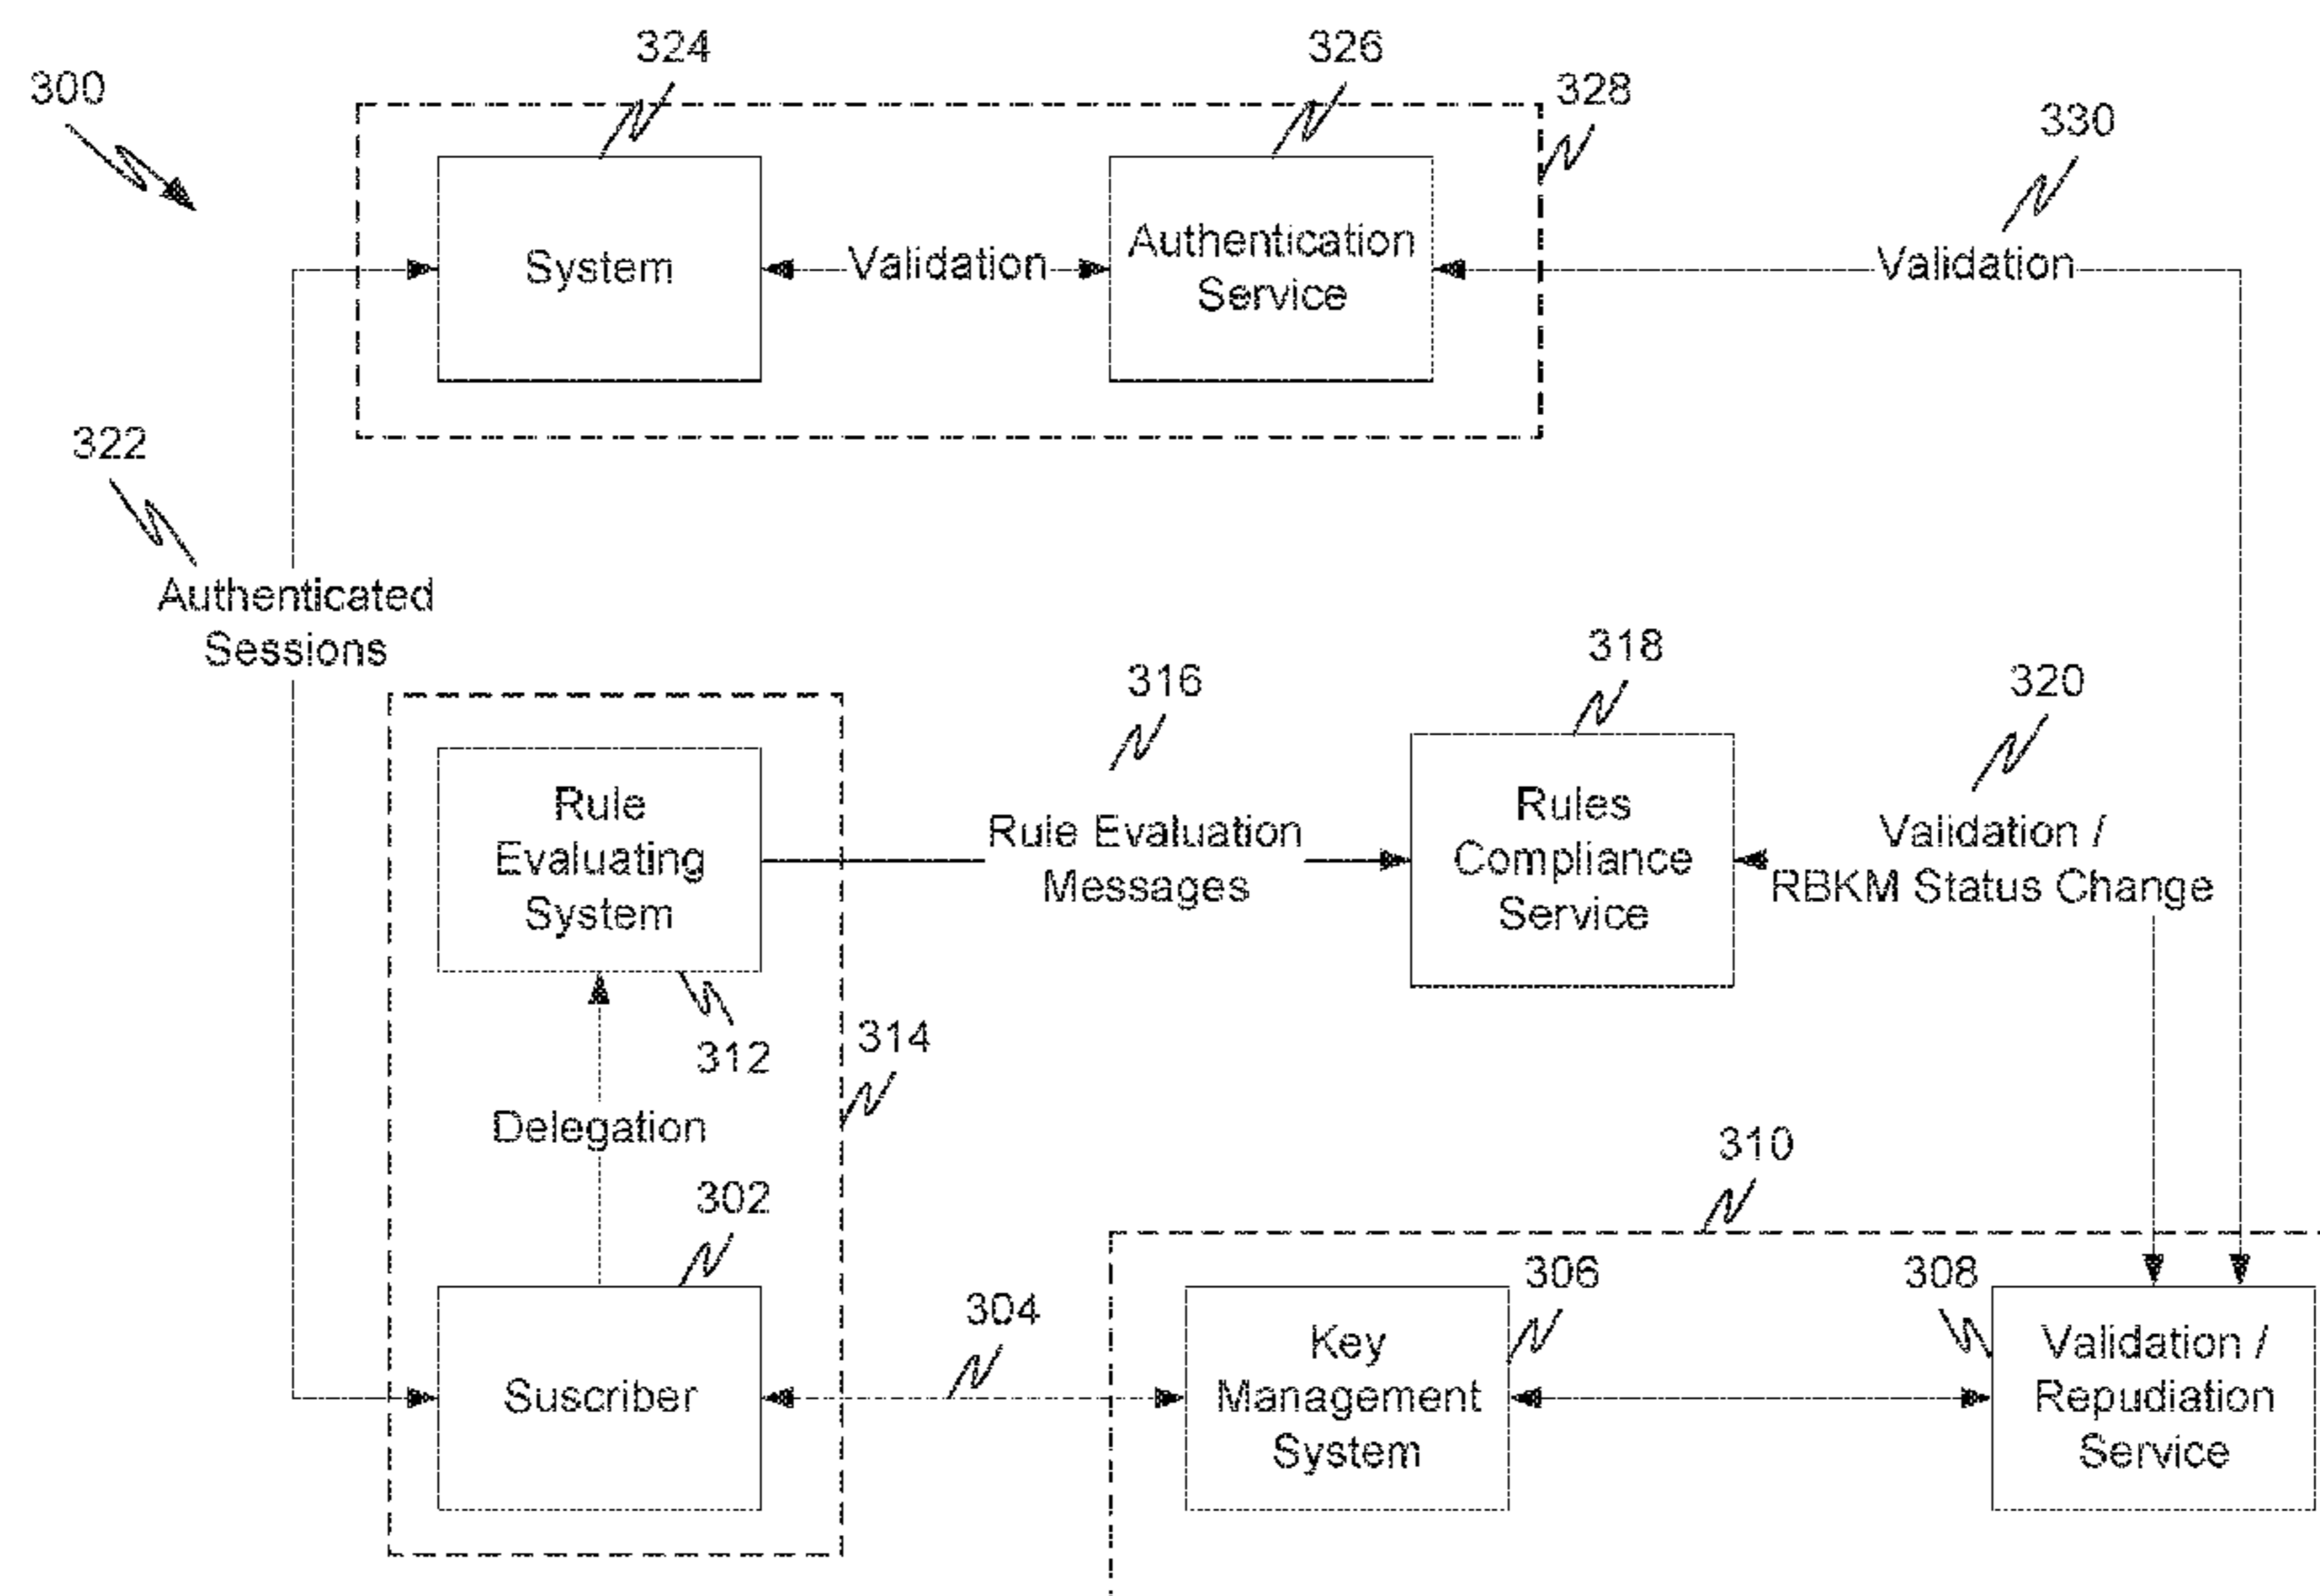 324
326
328
300
330
System
Validation
Authentication
Service
Validation
322
Authenticated
Sessions
316
318
320
Rule
Evaluating
System
Rule Evaluation
Messages
Rules
Compliance
Service
Validation /
RBKM Status Change
312
314
Delegation
310
302
304
306
308
Suscriber
Key
Management
System
Validation /
Repudiation
Service